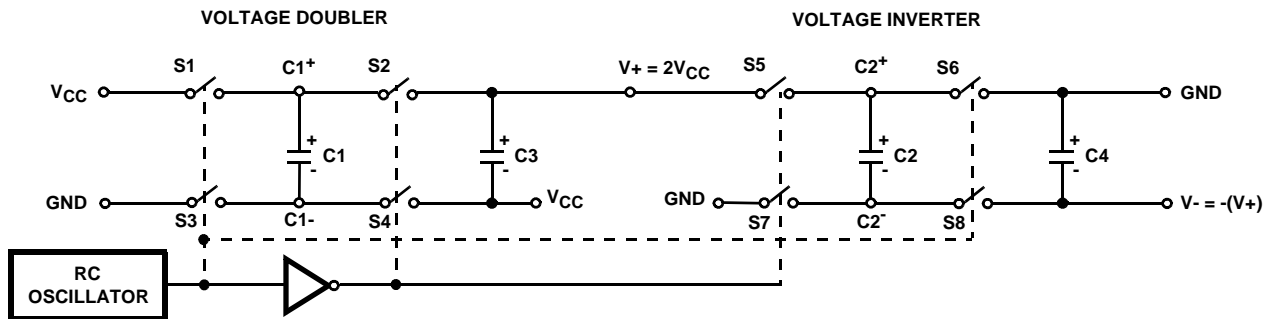 VOLTAGE DOUBLER
VOLTAGE INVERTER
S1
C1+
S2
V+ = 2VCC
S5
C2+
S6
VCC
GND
+
C1
-
+
C3
-
+
C2
-
+
C4
-
GND
S3
C1-
S4
VCC
GND
S7
C2-
S8
V- = -(V+)
RC
OSCILLATOR